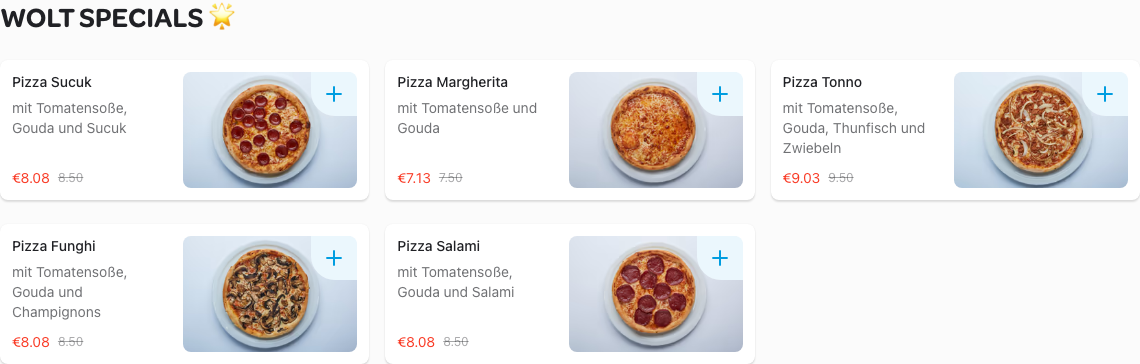 WOLT SPECIALS 🌟
Pizza Sucuk
mit Tomatensoße,
Gouda und Sucuk
€8.08 8.50
Pizza Margherita
mit Tomatensoße und
Gouda
€7.13 7.50
Pizza Tonno
mit Tomatensoße,
Gouda, Thunfisch und
Zwiebeln
€9.03 9.50
Pizza Funghi
mit Tomatensoße,
Gouda und
Champignons
€8.08 8.50
Pizza Salami
mit Tomatensoße,
Gouda und Salami
€8.08 8.50